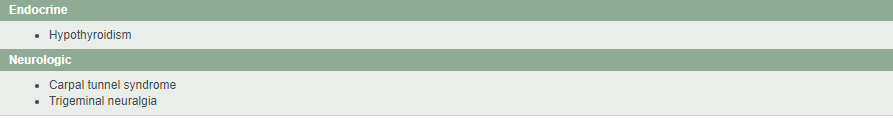 Endocrine
Hypothyroidism
Neurologic
Carpal tunnel syndrome
Trigeminal neuralgia